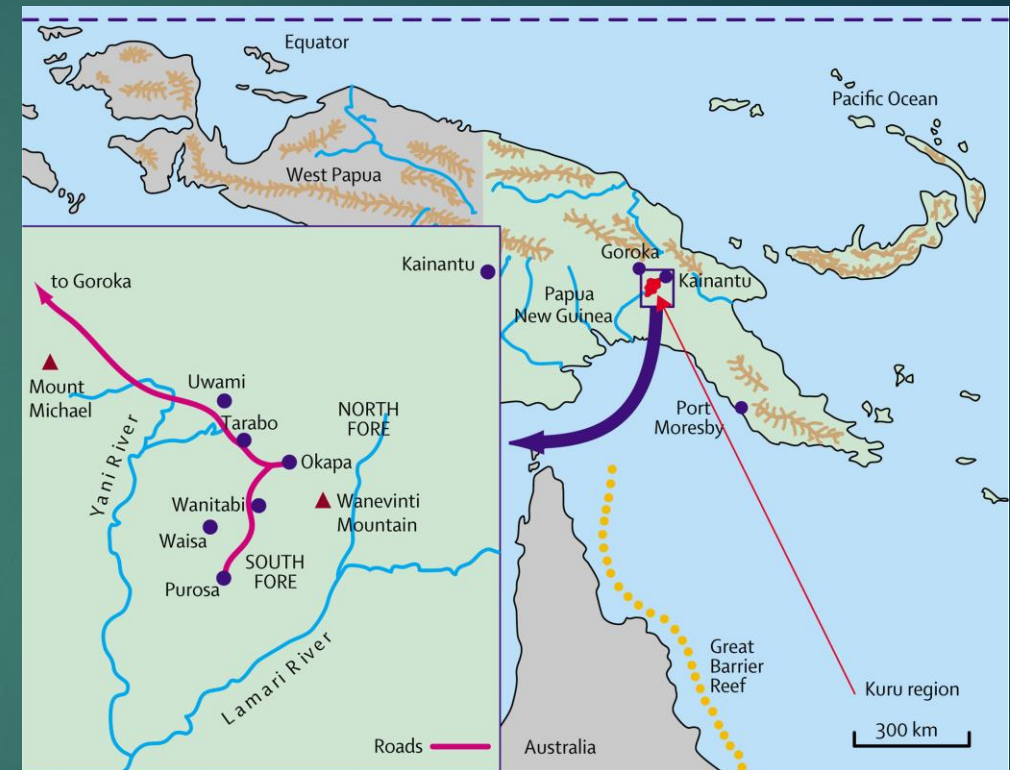 Equator
Pacific Ocean
West Papua
Goroka
Kainantu
Kainantu
Papua
New Guinea
to Goroka
Mount
Michael
Uwami
Tarabo
NORTH
FORE
Okapa
Yani River
Wanitabi
Wanevinti
Mountain
Waisa
SOUTH
FORE
Purosa
Lamari River
Port
Moresby
Great
Barrier
Reef
Kuru region
300 km
Roads
Australia